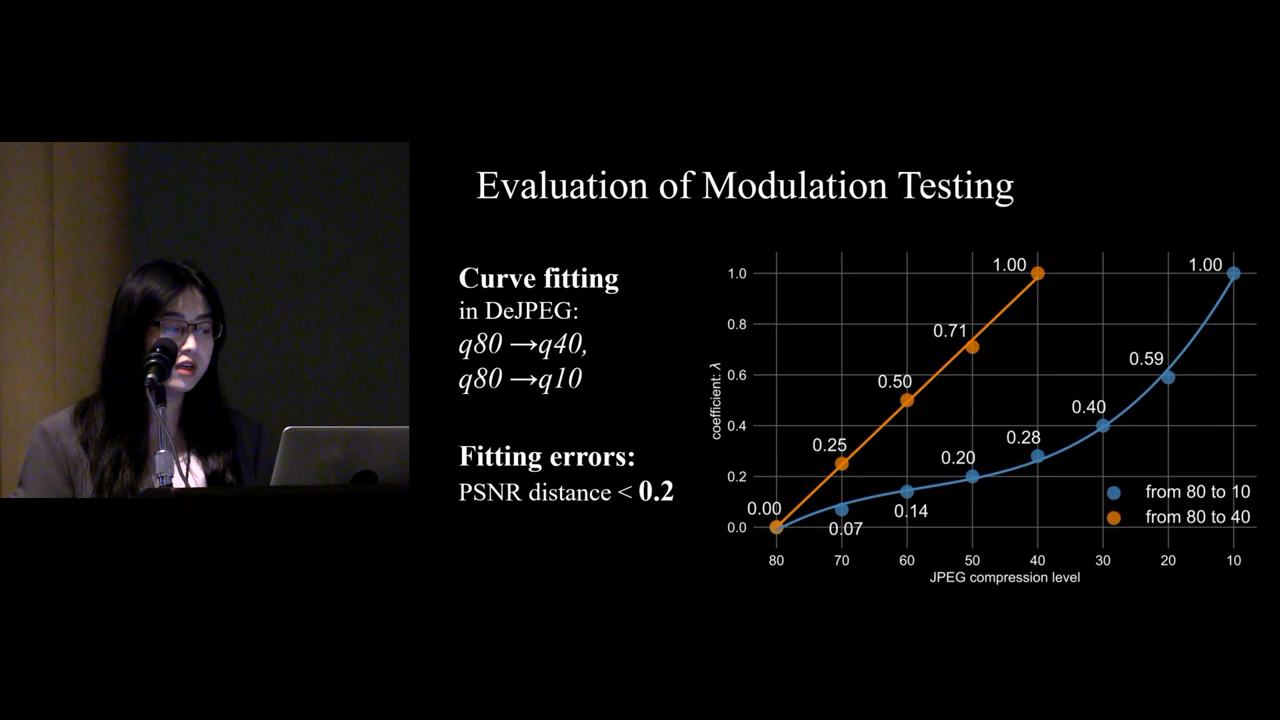 Evaluation of Modulation Testing
Curve fitting
in DeJPEG:
q80 →q40,
q80 →q10
Fitting errors:
PSNR distance < 0.2
coefficient: λ
1.0
0.8
0.6
0.4
0.2
0.0
1.00
1.00
0.71
0.59
0.50
0.40
0.25
0.28
0.20
0.00
0.07
0.14
from 80 to 10
from 80 to 40
80 70 60 50 40 30 20 10
JPEG compression level